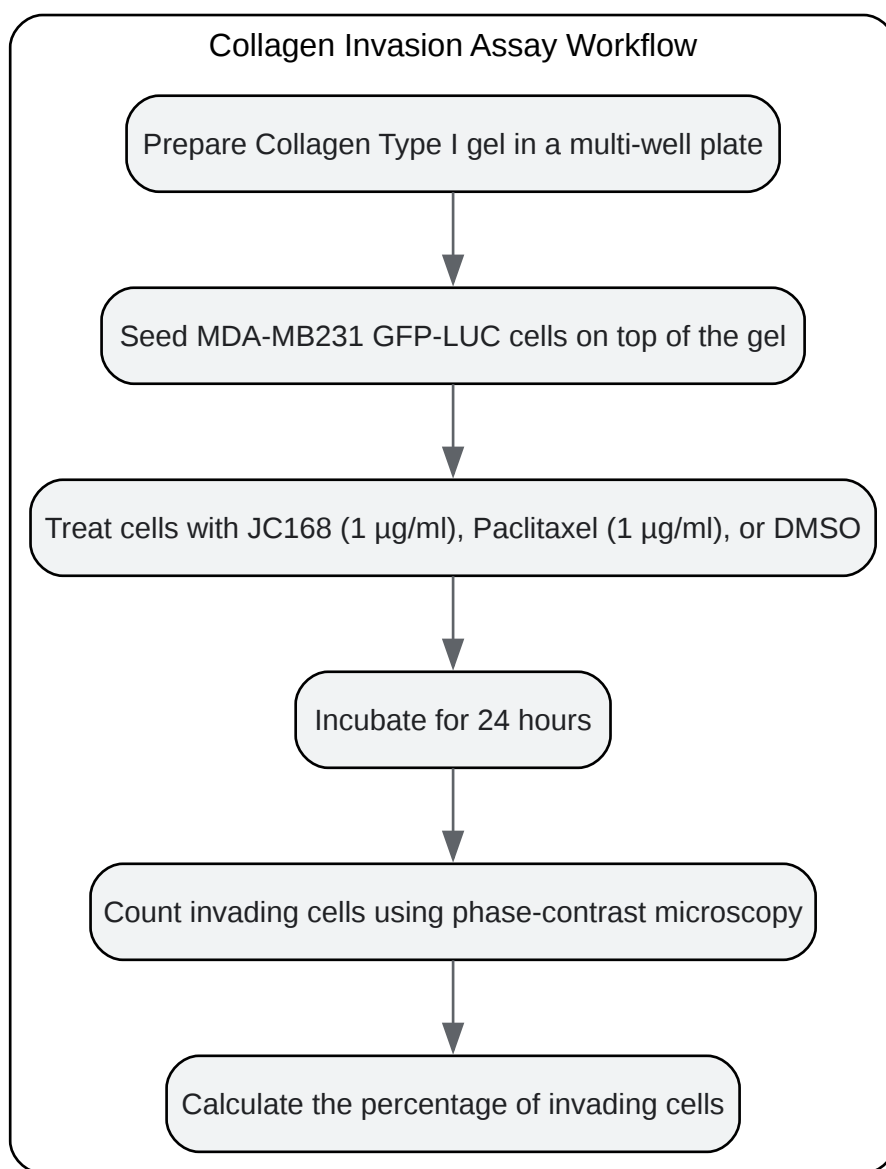 Collagen Invasion Assay Workflow
Prepare Collagen Type I gel in a multi-well plate
Seed MDA-MB231 GFP-LUC cells on top of the gel
Treat cells with JC168 (1 µg/ml), Paclitaxel (1 µg/ml), or DMSO
Incubate for 24 hours
Count invading cells using phase-contrast microscopy
Calculate the percentage of invading cells